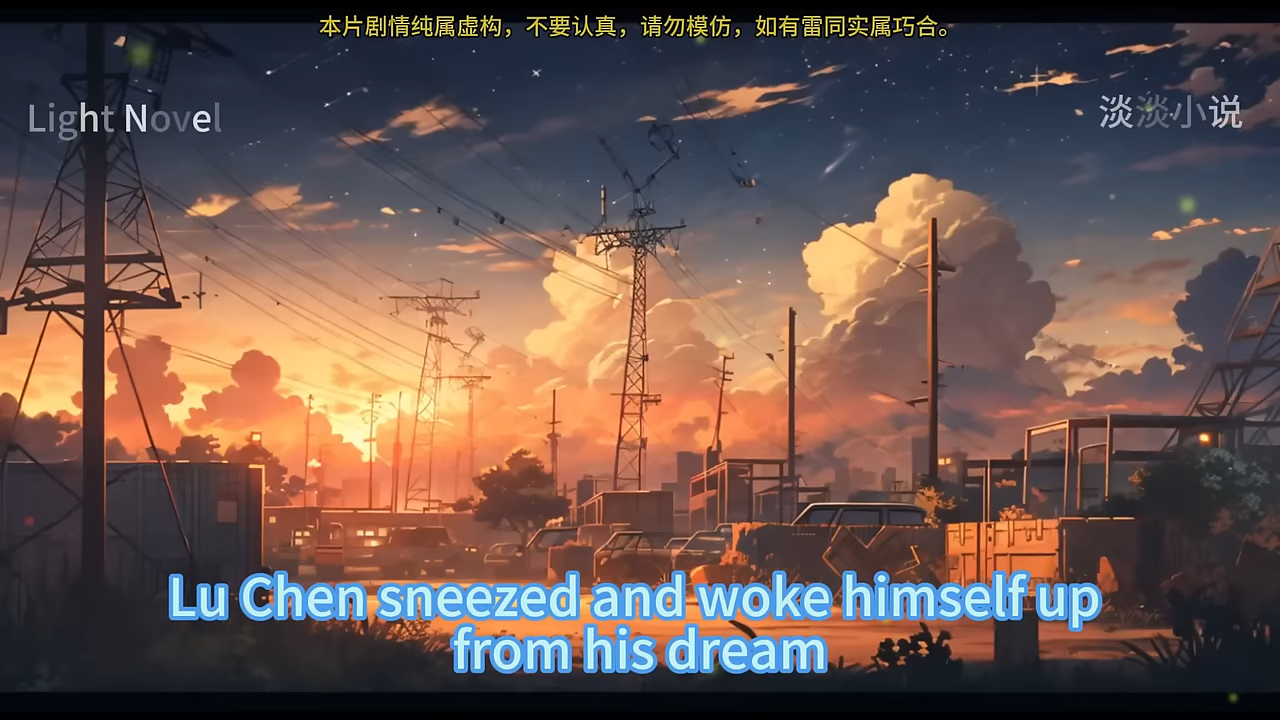 本片剧情纯属虚构，不要认真，请勿模仿，如有雷同实属巧合。
Light Novel
淡淡小说
Lu Chen sneezed and woke himself up
from his dream